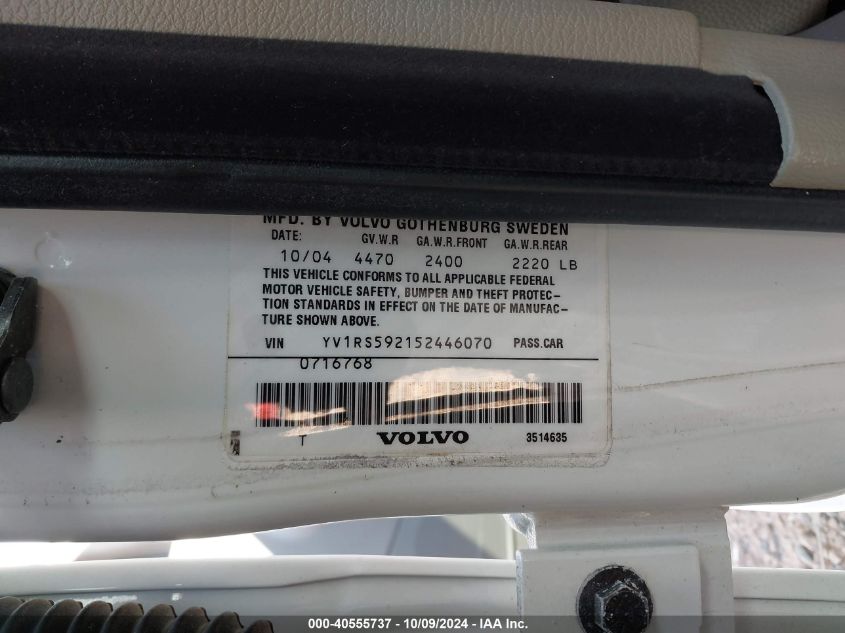 MFD. BY VOLVO GOTHENBURG SWEDEN
DATE: GV.W.R GA.W.R.FRONT GA.W.R.REAR
10/04 4470 2400 2220 LB
THIS VEHICLE CONFORMS TO ALL APPLICABLE FEDERAL
MOTOR VEHICLE SAFETY, BUMPER AND THEFT PROTEC-
TION STANDARDS IN EFFECT ON THE DATE OF MANUFAC-
TURE SHOWN ABOVE.
VIN YV1RS592152446070 PASS.CAR
0716768
T VOLVO 3514635
000-40555737 - 10/09/2024 - IAA Inc.